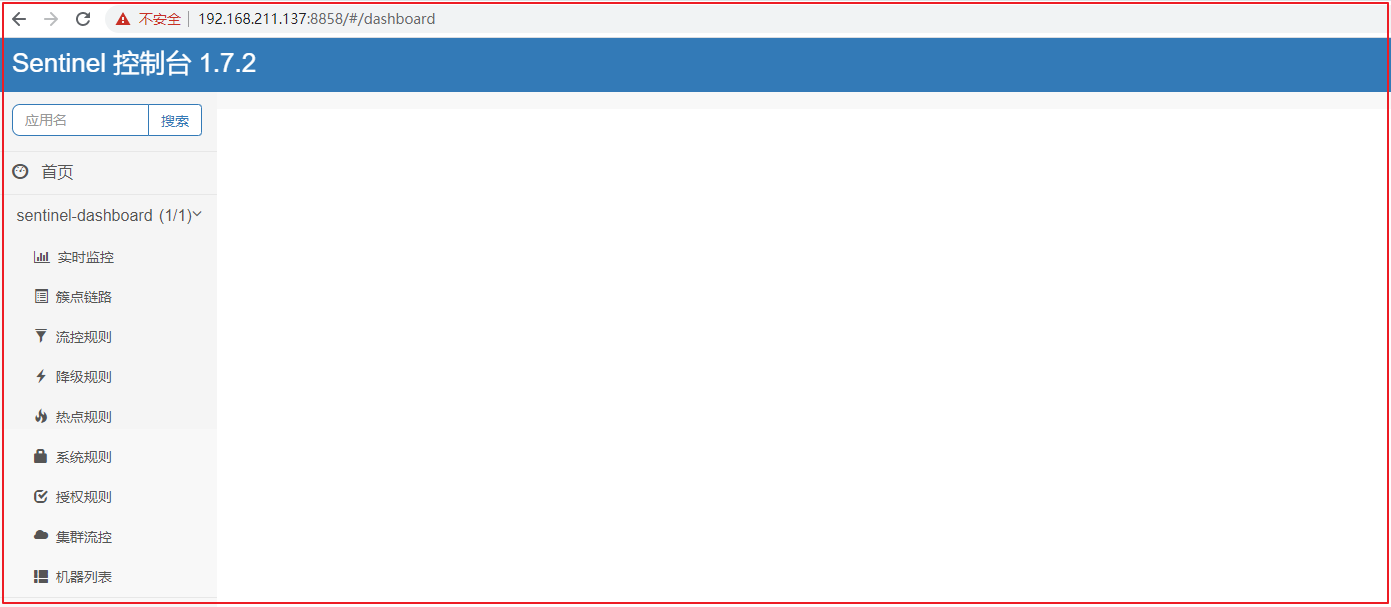 不安全 192.168.211.137:8858/#/dashboard
Sentinel 控制台 1.7.2
应用名 搜索
首页
sentinel-dashboard (1/1)
实时监控
簇点链路
流控规则
降级规则
热点规则
系统规则
授权规则
集群流控
机器列表